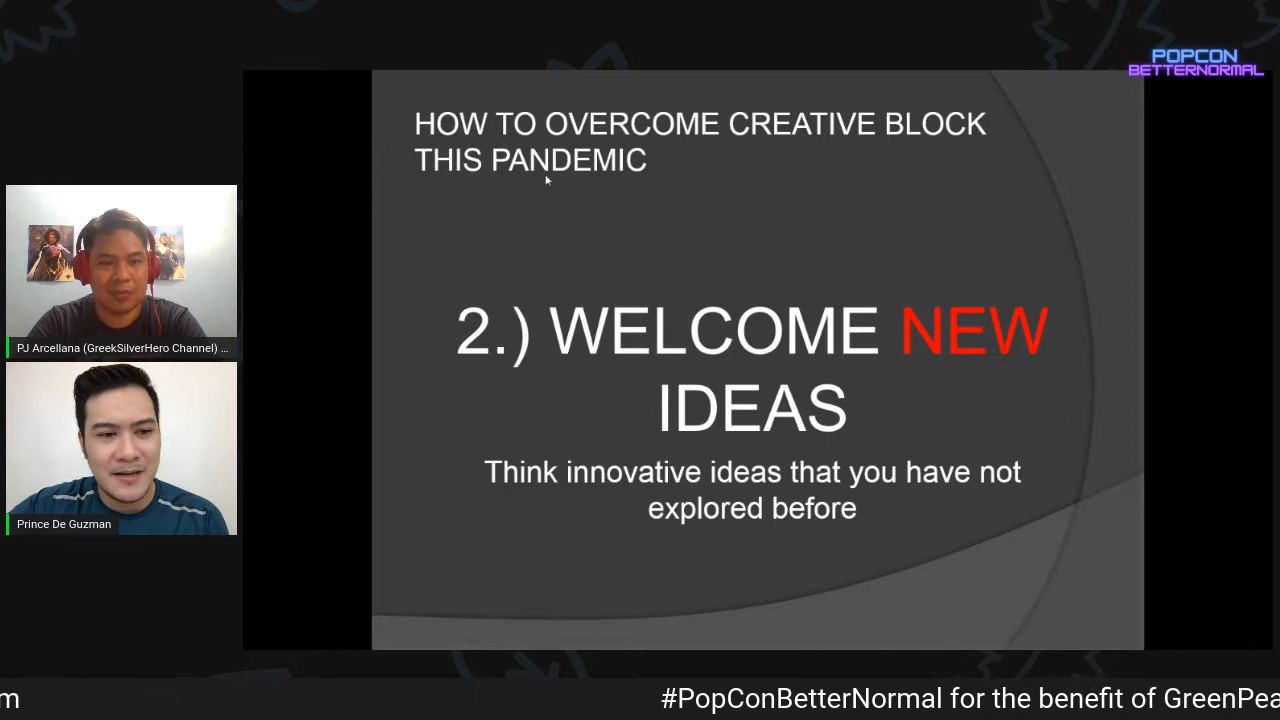 POPCON
BETTERNORMAL
HOW TO OVERCOME CREATIVE BLOCK
THIS PANDEMIC
2.) WELCOME NEW
IDEAS
Think innovative ideas that you have not
explored before
PJ Arcellana (GreekSilverHero Channel) ...
Prince De Guzman
m
#PopConBetterNormal for the benefit of GreenPea